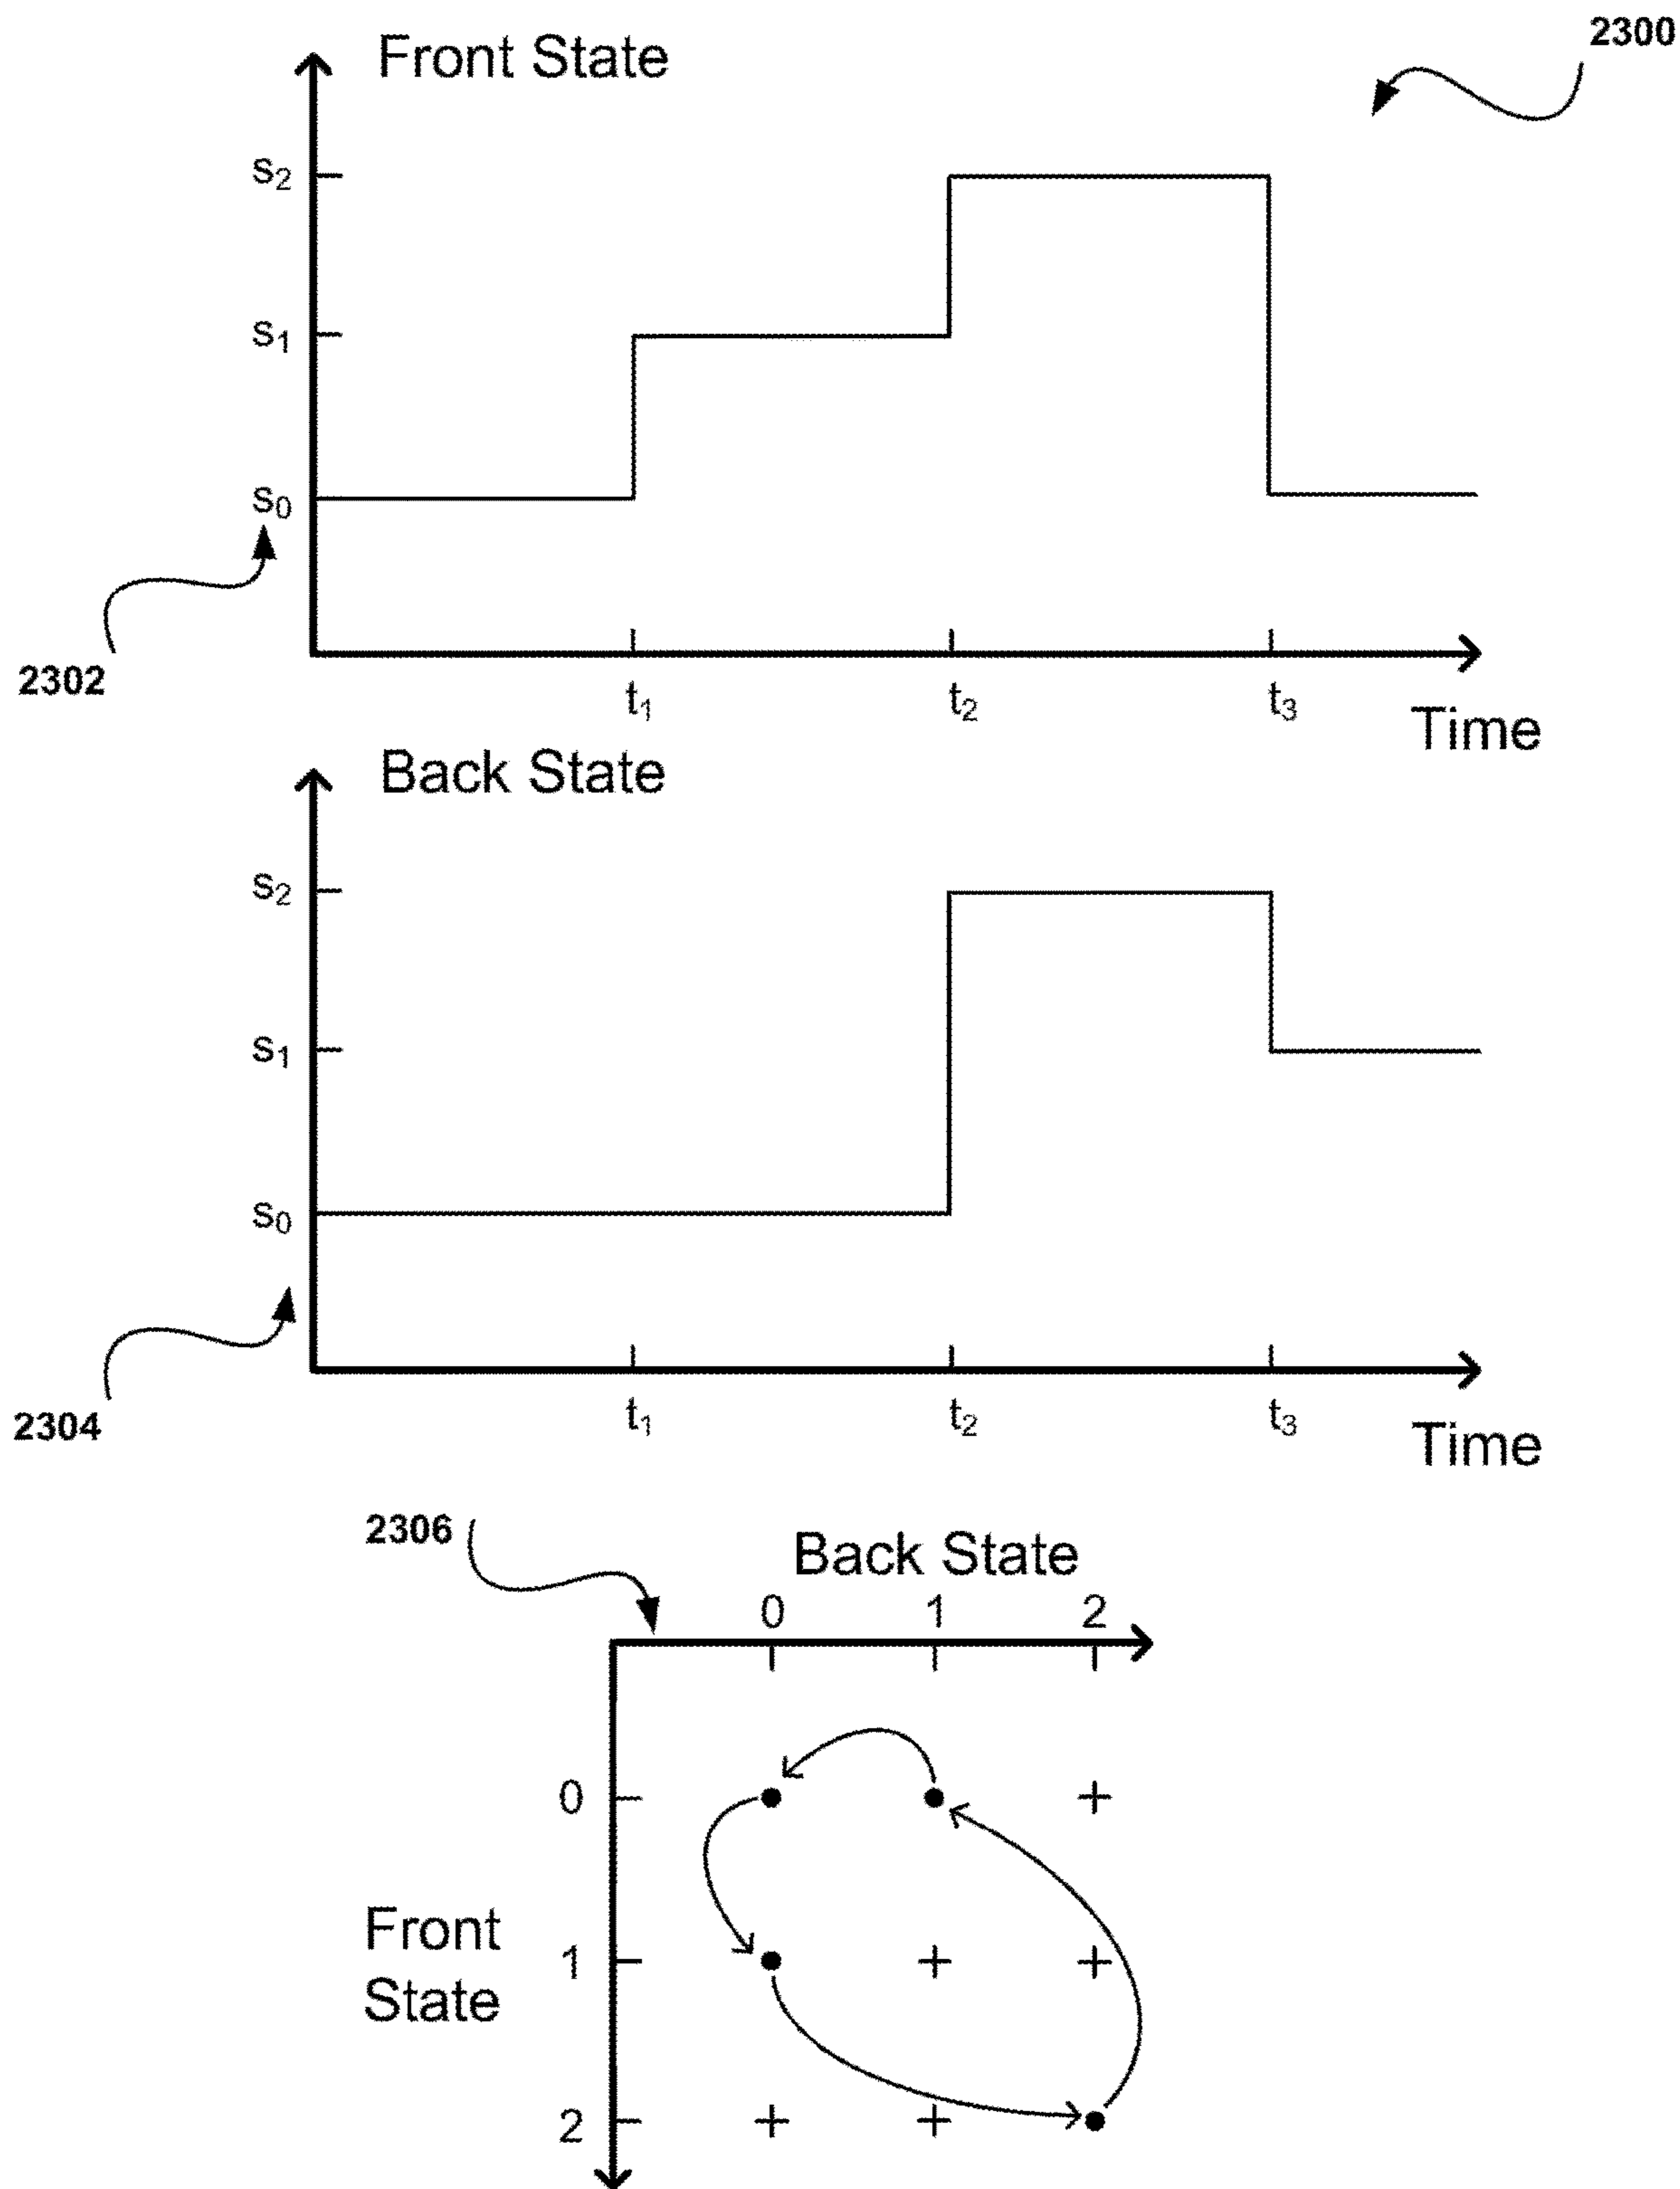 2300
Front State
S2
S1
S0
2302
t1
t2
t3
Time
Back State
S2
S1
S0
2304
t1
t2
t3
Time
2306
Back State
0 1 2
0
Front
1
State
2